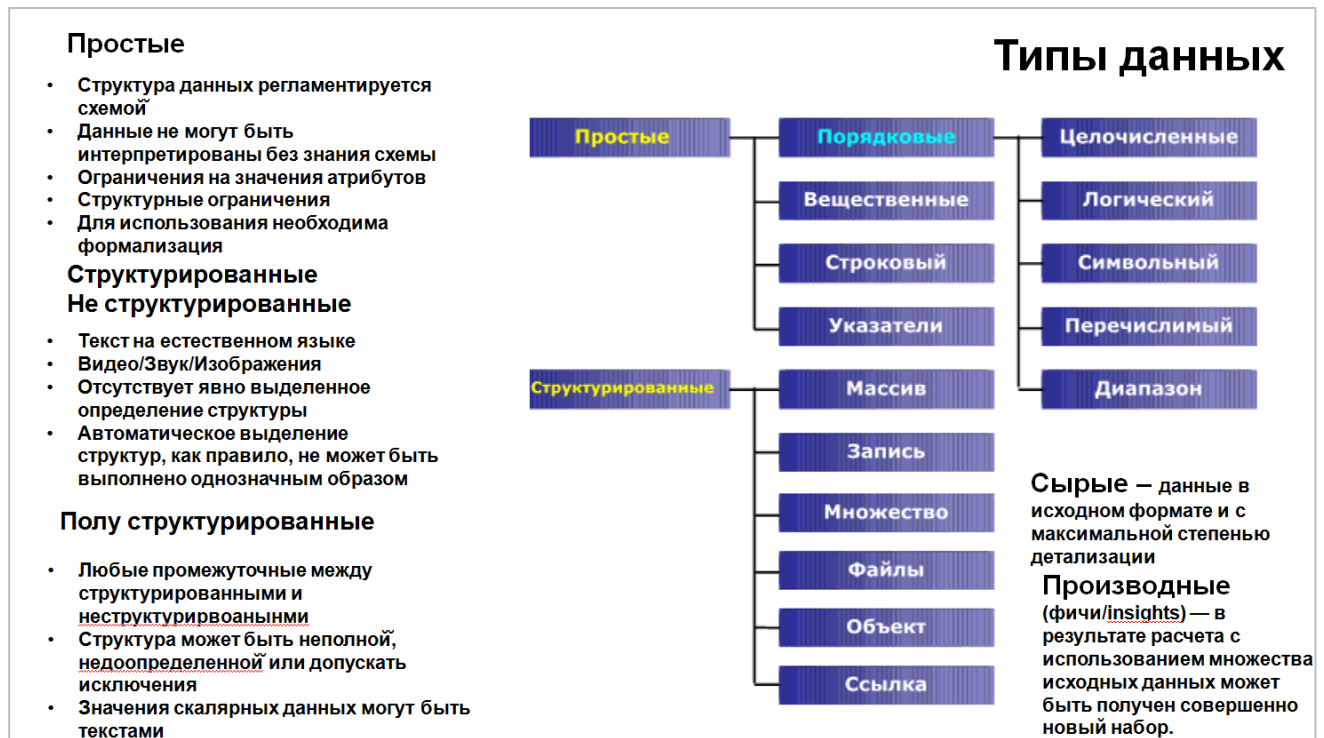 Типы данных
Простые
• Структура данных регламентируется
схемой
• Данные не могут быть
интерпретированы без знания схемы
• Ограничения на значения атрибутов
• Структурные ограничения
• Для использования необходима
формализация
Структурированные
Не структурированные
• Текст на естественном языке
• Видео/Звук/Изображения
• Отсутствует явно выделенное
определение структуры
• Автоматическое выделение
структур, как правило, не может быть
выполнено однозначным образом
Полу структурированные
• Любые промежуточные между
структурированными и
неструктурирвоанынми
• Структура может быть неполной,
недоопределенной или допускать
исключения
• Значения скалярных данных могут быть
текстами
Простые
Порядковые
Вещественные
Строковый
Указатели
Целочисленные
Логический
Символьный
Перечислимый
Диапазон
Структурированные
Массив
Запись
Множество
Файлы
Объект
Ссылка
Сырые – данные в
исходном формате и с
максимальной степенью
детализации
Производные
(фичи/insights) — в
результате расчета с
использованием множества
исходных данных может
быть получен совершенно
новый набор.